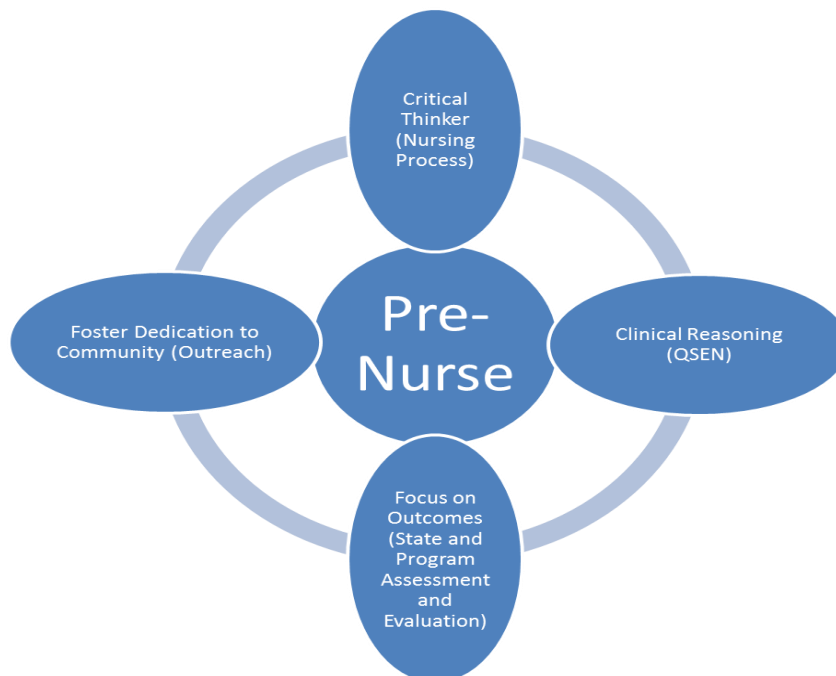 Critical
Thinker
(Nursing
Process)
Foster Dedication to
Community (Outreach)
Pre-
Nurse
Clinical Reasoning
(QSEN)
Focus on
Outcomes
(State and
Program
Assessment
and
Evaluation)